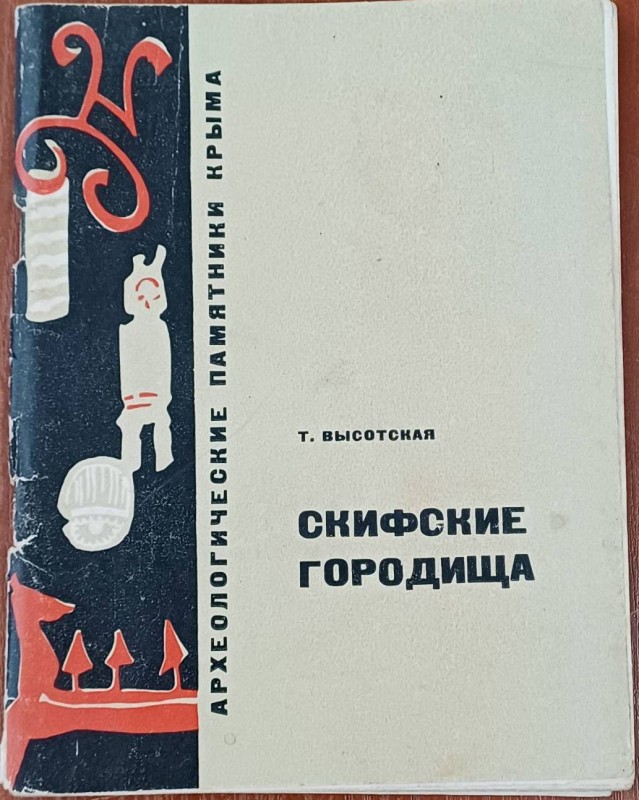 АРХЕОЛОГИЧЕСКИЕ ПАМЯТНИКИ КРЫМА
Т. ВЫСОТСКАЯ
СКИФСКИЕ
ГОРОДИЩА